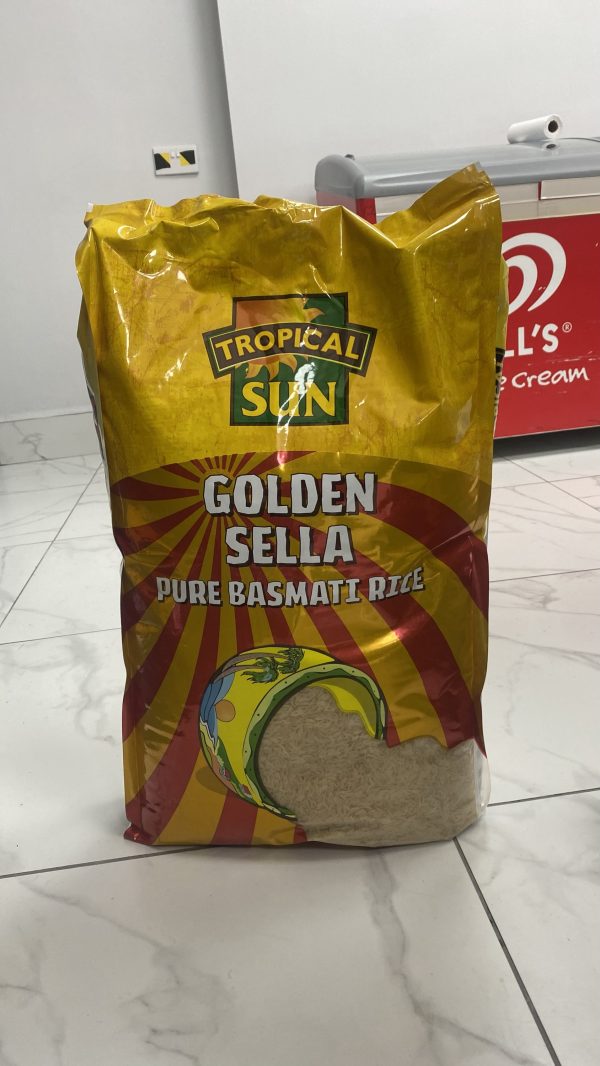 TROPICAL
SUN
GOLDEN
SELLA
PURE BASMATI RICE
LL'S®
Cream